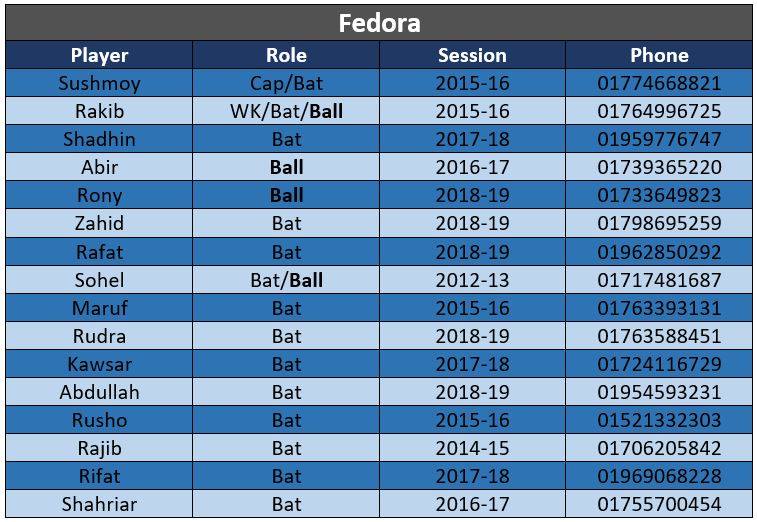 Fedora
Player Role Session Phone
Sushmoy Cap/Bat 2015-16 01774668821
Rakib WK/Bat/Ball 2015-16 01764996725
Shadhin Bat 2017-18 01959776747
Abir Ball 2016-17 01739365220
Rony Ball 2018-19 01733649823
Zahid Bat 2018-19 01798695259
Rafat Bat 2018-19 01962850292
Sohel Bat/Ball 2012-13 01717481687
Maruf Bat 2015-16 01763393131
Rudra Bat 2018-19 01763588451
Kawsar Bat 2017-18 01724116729
Abdullah Bat 2018-19 01954593231
Rusho Bat 2015-16 01521332303
Rajib Bat 2014-15 01706205842
Rifat Bat 2017-18 01969068228
Shahriar Bat 2016-17 01755700454